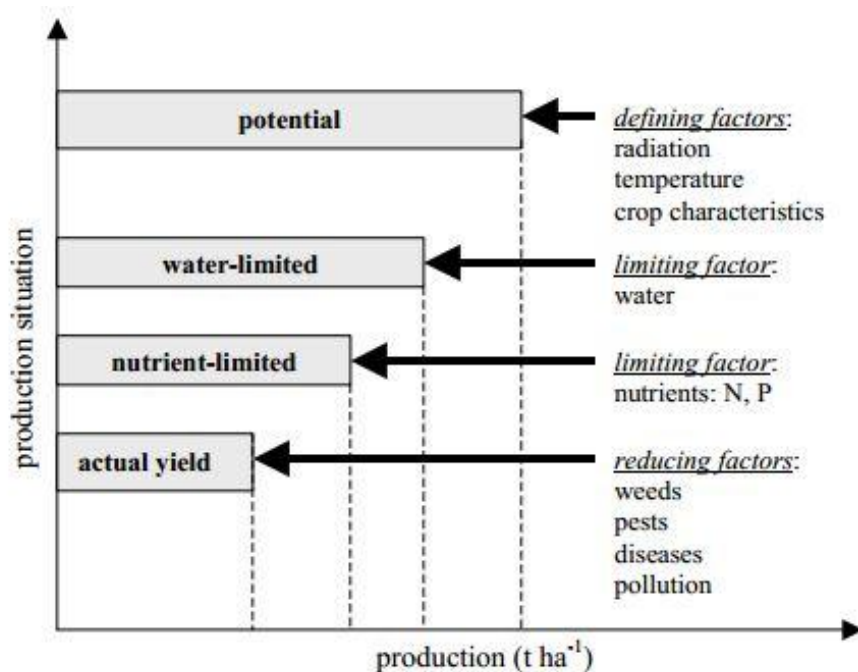 potential
defining factors:
radiation
temperature
crop characteristics
water-limited
limiting factor:
water
nutrient-limited
limiting factor:
nutrients: N, P
actual yield
reducing factors:
weeds
pests
diseases
pollution
production situation
production (t ha⁻¹)